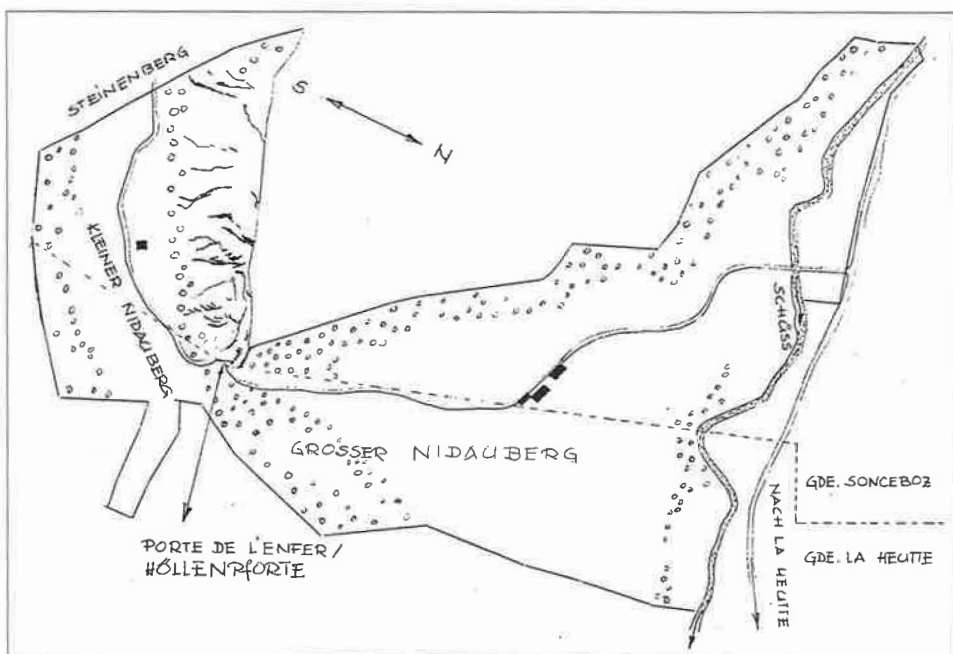 STEINENBERG
S
N
KLEINER NIDAUBERG
SCHÜSS
GROSSER NIDAUBERG
GDE. SONCEBOZ
NACH LA HEUTTE
GDE. LA HEUTTE
PORTE DE L'ENFER/
HÖLLENPFORTE